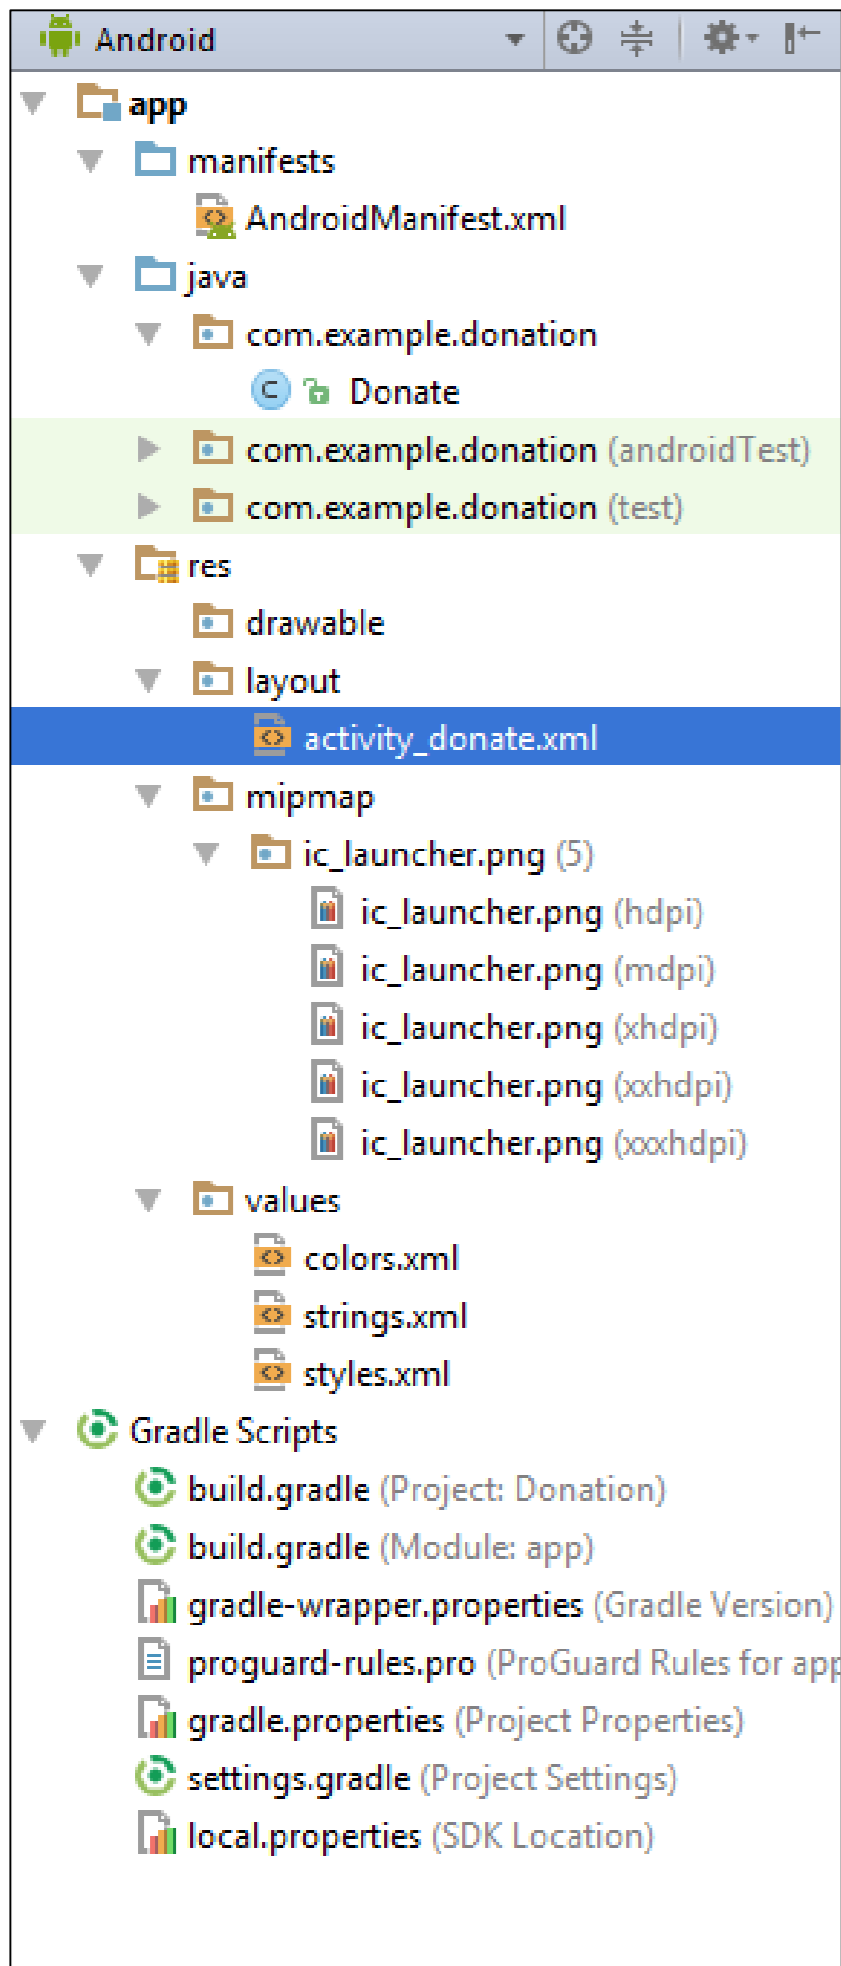 Android
app
manifests
AndroidManifest.xml
java
com.example.donation
C Donate
com.example.donation (androidTest)
com.example.donation (test)
res
drawable
layout
activity_donate.xml
mipmap
ic_launcher.png (5)
ic_launcher.png (hdpi)
ic_launcher.png (mdpi)
ic_launcher.png (xhdpi)
ic_launcher.png (xxhdpi)
ic_launcher.png (xxxhdpi)
values
colors.xml
strings.xml
styles.xml
Gradle Scripts
build.gradle (Project: Donation)
build.gradle (Module: app)
gradle-wrapper.properties (Gradle Version)
proguard-rules.pro (ProGuard Rules for app
gradle.properties (Project Properties)
settings.gradle (Project Settings)
local.properties (SDK Location)